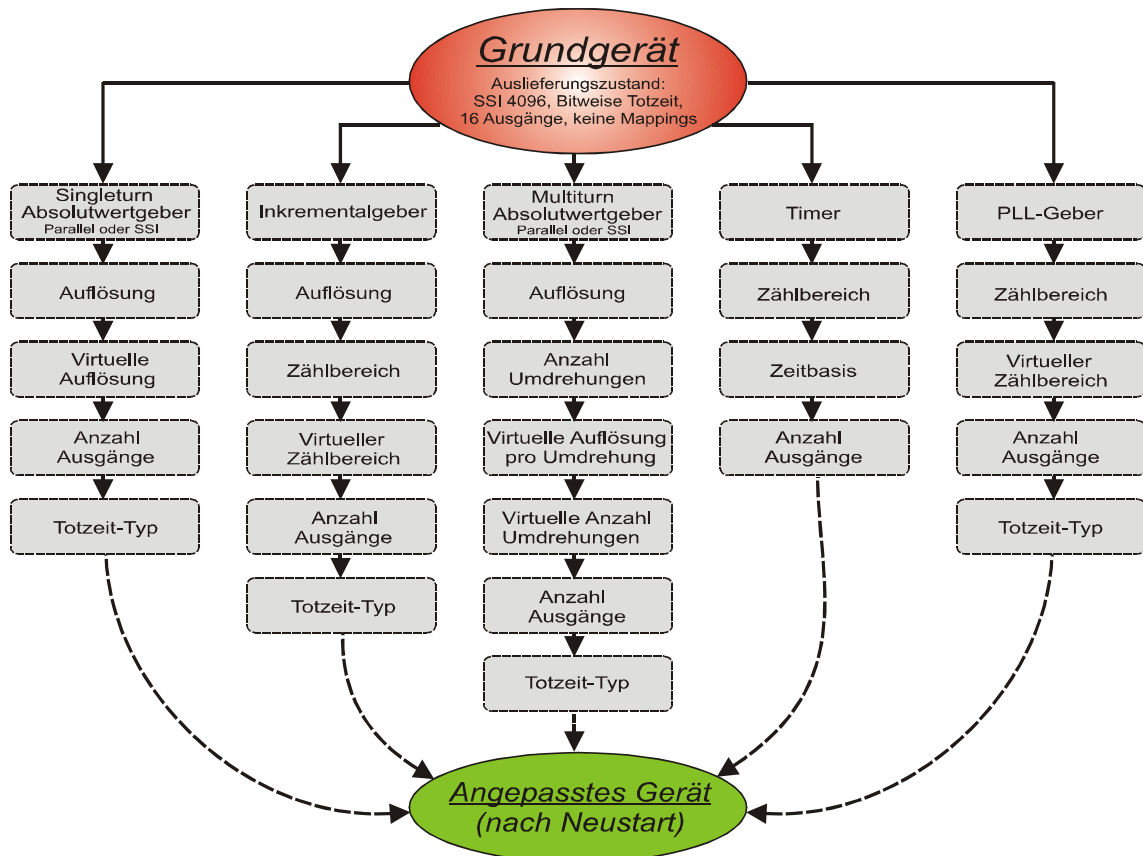 Grundgerät
Auslieferungszustand:
SSI 4096, Bitweise Totzeit,
16 Ausgänge, keine Mappings
Singleturn
Absolutwertgeber
Parallel oder SSI
Auflösung
Virtuelle
Auflösung
Anzahl
Ausgänge
Totzeit-Typ
Inkrementalgeber
Auflösung
Zählbereich
Virtueller
Zählbereich
Anzahl
Ausgänge
Totzeit-Typ
Multiturn
Absolutwertgeber
Parallel oder SSI
Auflösung
Anzahl
Umdrehungen
Virtuelle Auflösung
pro Umdrehung
Virtuelle Anzahl
Umdrehungen
Anzahl
Ausgänge
Totzeit-Typ
Timer
Zählbereich
Zeitbasis
Anzahl
Ausgänge
PLL-Geber
Zählbereich
Virtueller
Zählbereich
Anzahl
Ausgänge
Totzeit-Typ
Angepasstes Gerät
(nach Neustart)